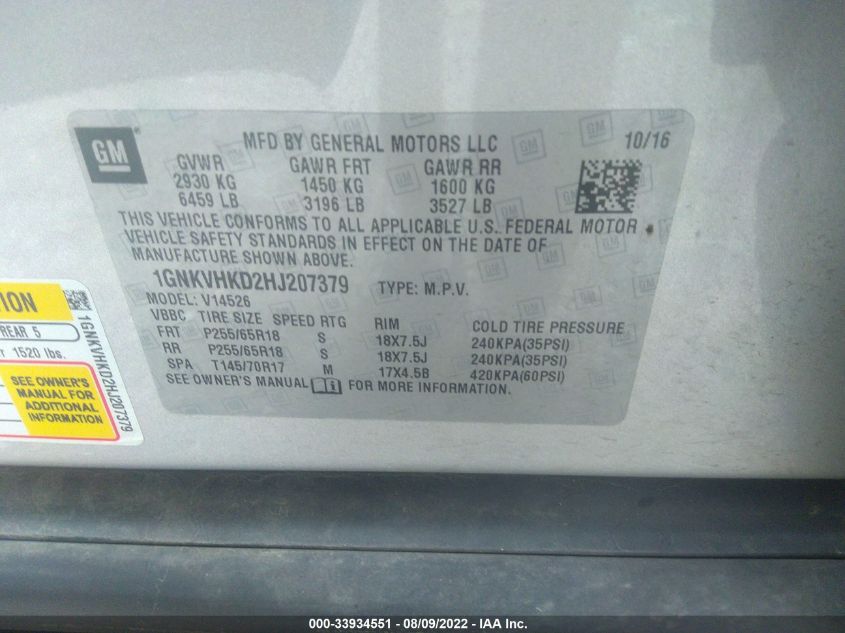 GM
MFD BY GENERAL MOTORS LLC 10/16
GVWR GAWR FRT GAWR RR
2930 KG 1450 KG 1600 KG
6459 LB 3196 LB 3527 LB
THIS VEHICLE CONFORMS TO ALL APPLICABLE U.S. FEDERAL MOTOR
VEHICLE SAFETY STANDARDS IN EFFECT ON THE DATE OF
MANUFACTURE SHOWN ABOVE.
1GNKVHKD2HJ207379 TYPE: M.P.V.
MODEL: V14526
VBBC TIRE SIZE SPEED RTG RIM COLD TIRE PRESSURE
FRT P255/65R18 S 18X7.5J 240KPA(35PSI)
RR P255/65R18 S 18X7.5J 240KPA(35PSI)
SPA T145/70R17 M 17X4.5B 420KPA(60PSI)
SEE OWNER'S MANUAL FOR MORE INFORMATION.
REAR 5
1520 lbs.
SEE OWNER'S
MANUAL FOR
ADDITIONAL
INFORMATION
1GNKVHKD2HJ207379
000-33934551 - 08/09/2022 - IAA Inc.